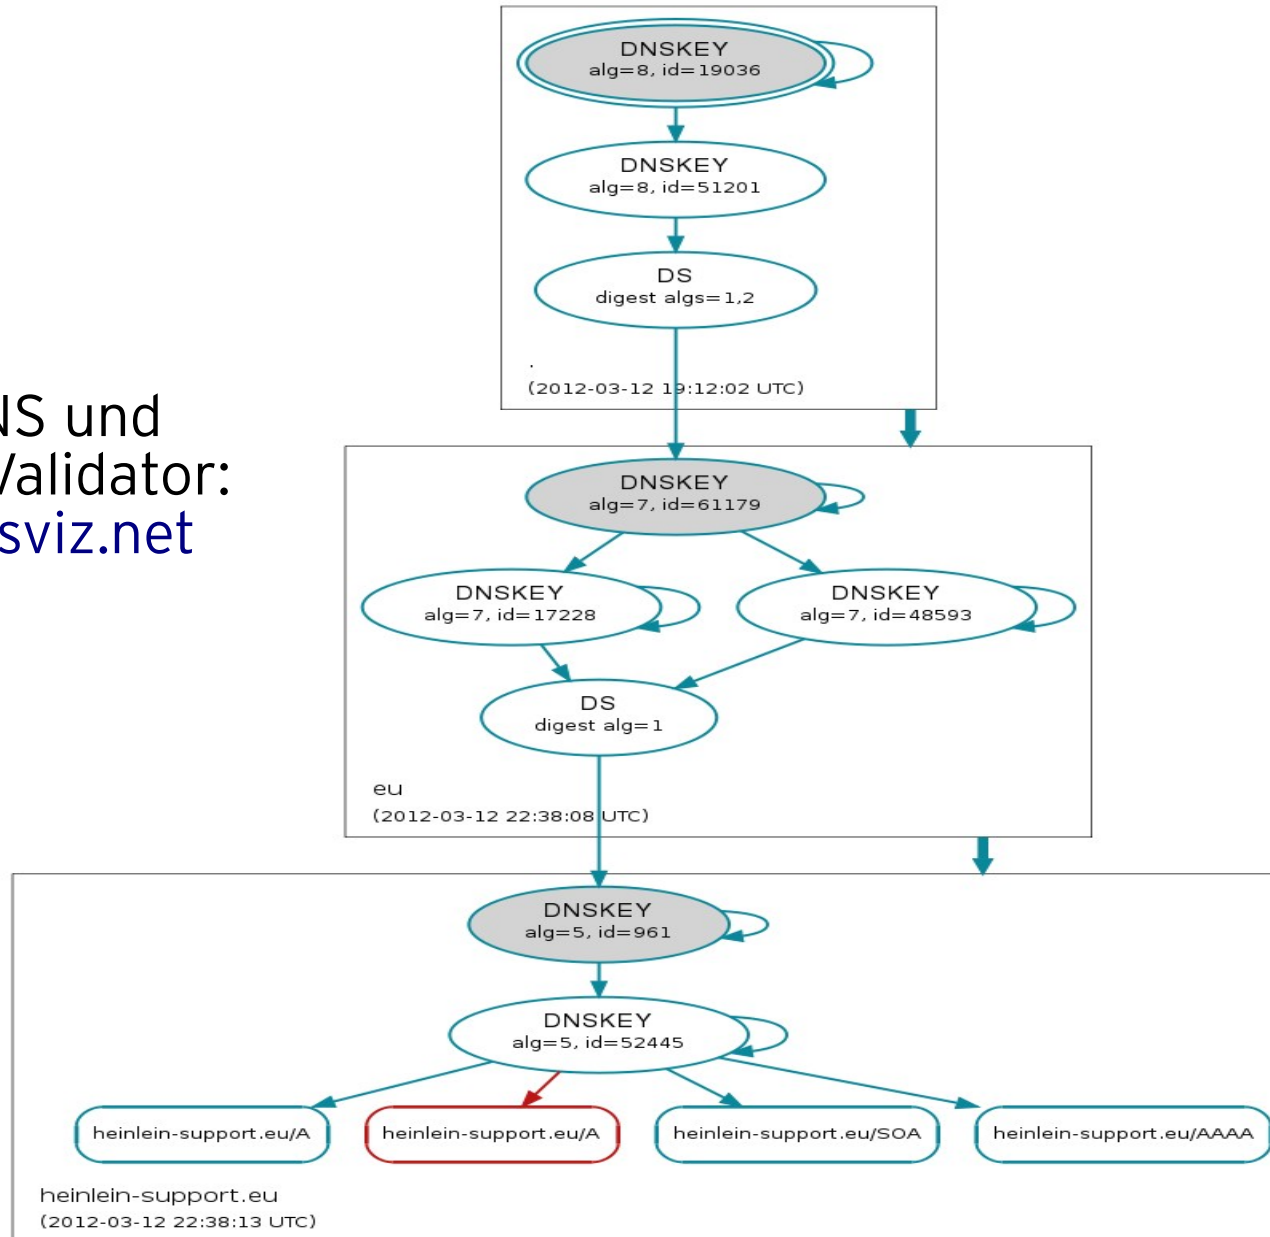 DNSKEY
alg=8, id=19036
DNSKEY
alg=8, id=51201
DS
digest algs=1,2
.
(2012-03-12 19:12:02 UTC)
NS und
Validator:
sviz.net
DNSKEY
alg=7, id=61179
DNSKEY
alg=7, id=17228
DNSKEY
alg=7, id=48593
DS
digest alg=1
eu
(2012-03-12 22:38:08 UTC)
DNSKEY
alg=5, id=961
DNSKEY
alg=5, id=52445
heinlein-support.eu/A
heinlein-support.eu/A
heinlein-support.eu/SOA
heinlein-support.eu/AAAA
heinlein-support.eu
(2012-03-12 22:38:13 UTC)